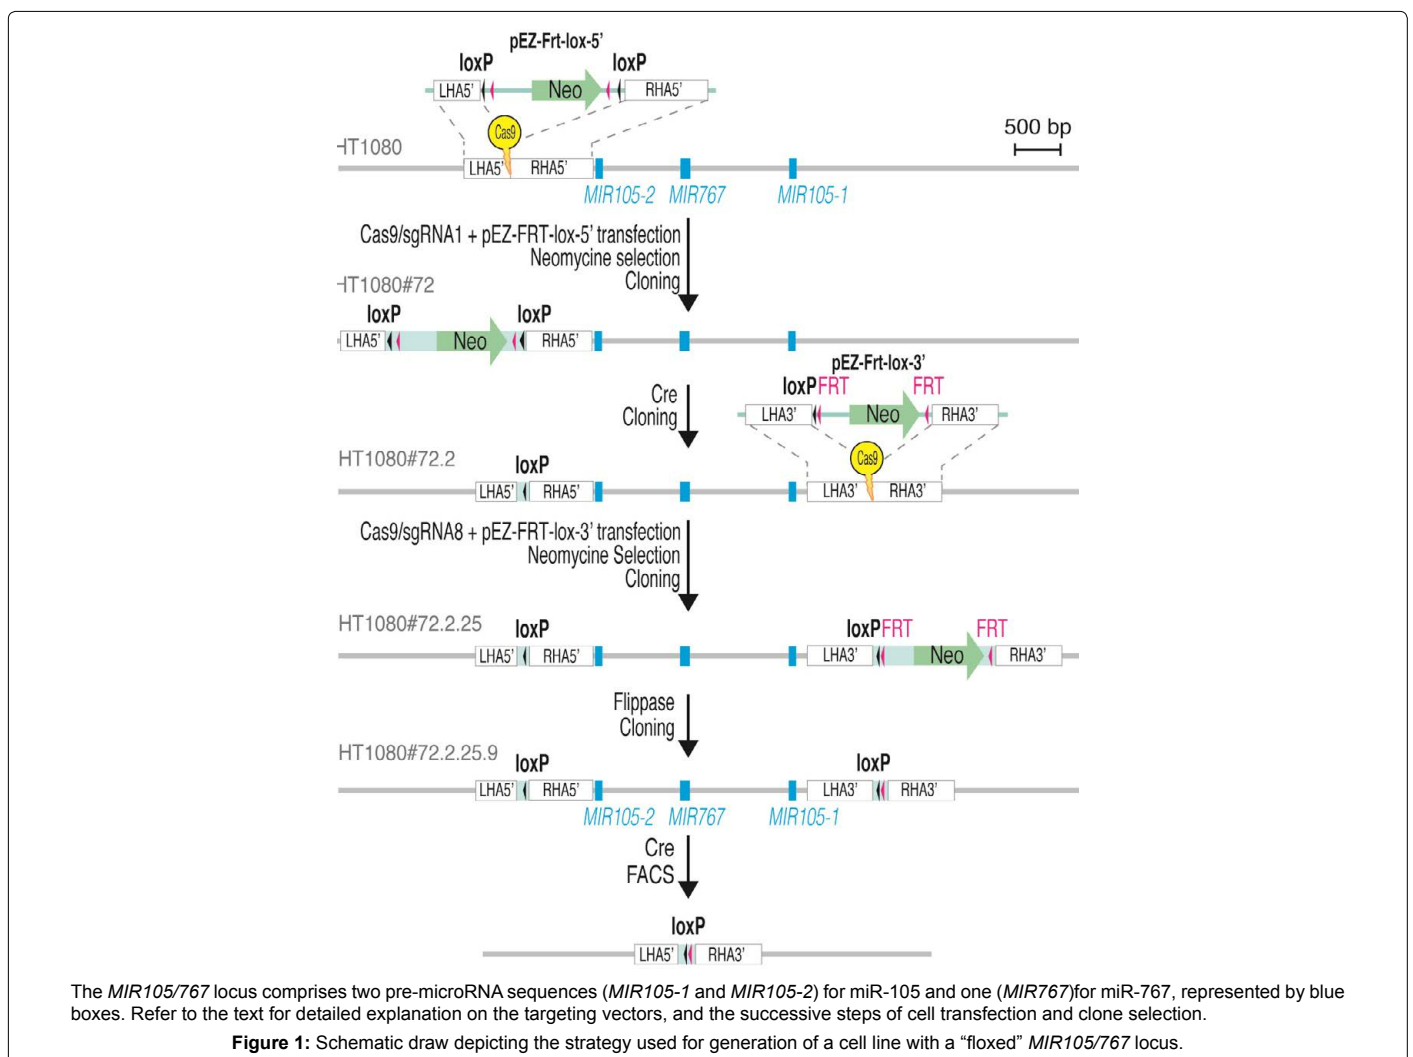 pEZ-Frt-lox-5'
loxP
loxP
LHA5'
Neo
RHA5'
Cas9
500 bp
HT1080
LHA5'
RHA5'
MIR105-2
MIR767
MIR105-1
Cas9/sgRNA1 + pEZ-FRT-lox-5' transfection
Neomycine selection
Cloning
HT1080#72
loxP
loxP
LHA5'
Neo
RHA5'
pEZ-Frt-lox-3'
loxP
FRT
FRT
Cre
Cloning
LHA3'
Neo
RHA3'
Cas9
HT1080#72.2
loxP
LHA5'
RHA5'
LHA3'
RHA3'
Cas9/sgRNA8 + pEZ-FRT-lox-3' transfection
Neomycine Selection
Cloning
HT1080#72.2.25
loxP
loxP
FRT
FRT
LHA5'
RHA5'
LHA3'
Neo
RHA3'
Flippase
Cloning
HT1080#72.2.25.9
loxP
loxP
LHA5'
RHA5'
LHA3'
RHA3'
MIR105-2
MIR767
MIR105-1
Cre
FACS
loxP
LHA5'
RHA3'
The MIR105/767 locus comprises two pre-microRNA sequences (MIR105-1 and MIR105-2) for miR-105 and one (MIR767)for miR-767, represented by blue
boxes. Refer to the text for detailed explanation on the targeting vectors, and the successive steps of cell transfection and clone selection.
Figure 1: Schematic draw depicting the strategy used for generation of a cell line with a “floxed” MIR105/767 locus.